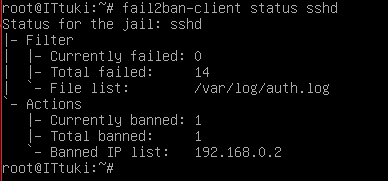 root@ITtuki:~# fail2ban-client status sshd
Status for the jail: sshd
|- Filter
|  |- Currently failed: 0
|  |- Total failed:     14
|  `- File list:        /var/log/auth.log
`- Actions
   |- Currently banned: 1
   |- Total banned:     1
   `- Banned IP list:   192.168.0.2
root@ITtuki:~#